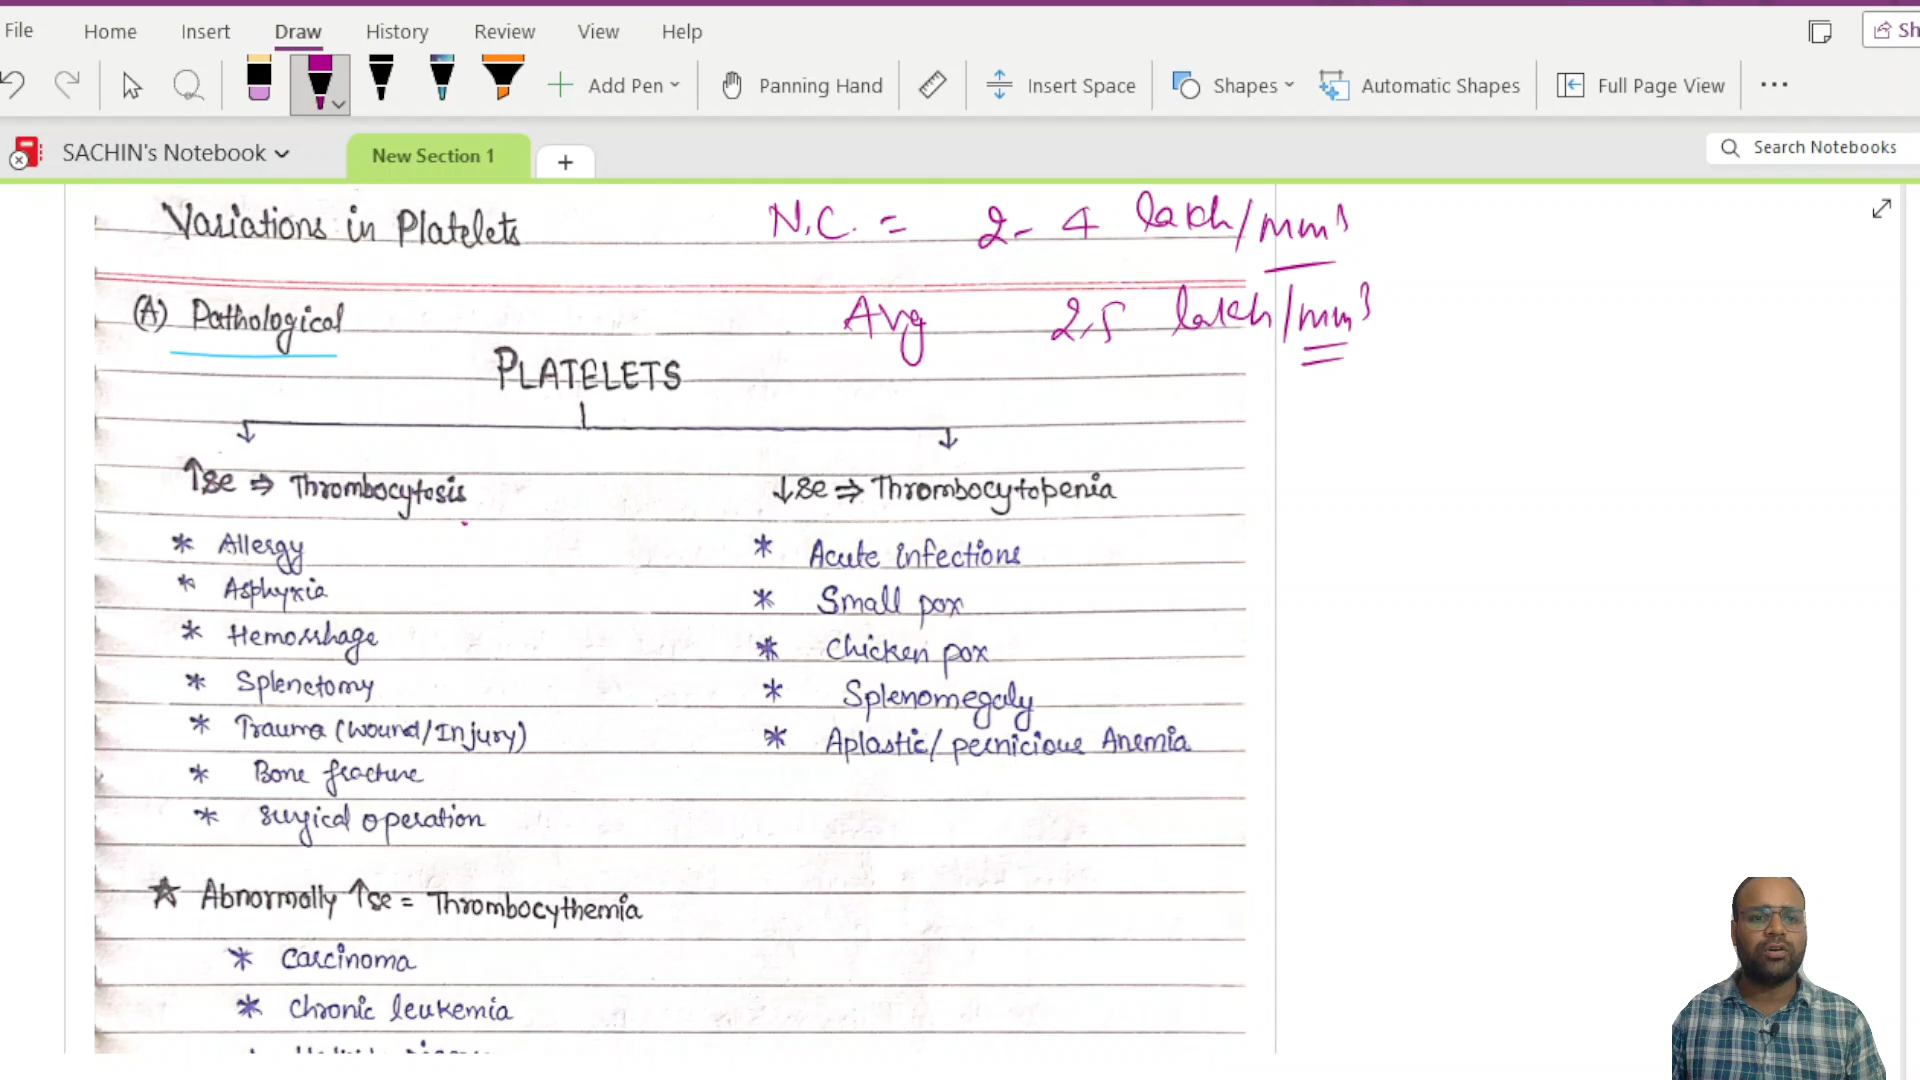 File Home Insert Draw History Review View Help Sh
Add Pen Panning Hand Insert Space Shapes Automatic Shapes Full Page View
SACHIN's Notebook New Section 1 + Search Notebooks
Variations in Platelets N.C. = 2- 4 lakh/mm³
(A) Pathological Avg 2.5 lakh/mm³
PLATELETS
↑se ⇒ Thrombocytosis
* Allergy
* Asphyxia
* Hemorrhage
* Splenctomy
* Trauma (Wound/Injury)
* Bone fracture
* Surgical operation
↓se ⇒ Thrombocytopenia
* Acute infections
* Small pox
* Chicken pox
* Splenomegaly
* Aplastic/ pernicious Anemia
☆ Abnormally ↑se = Thrombocythemia
* Carcinoma
* Chronic leukemia